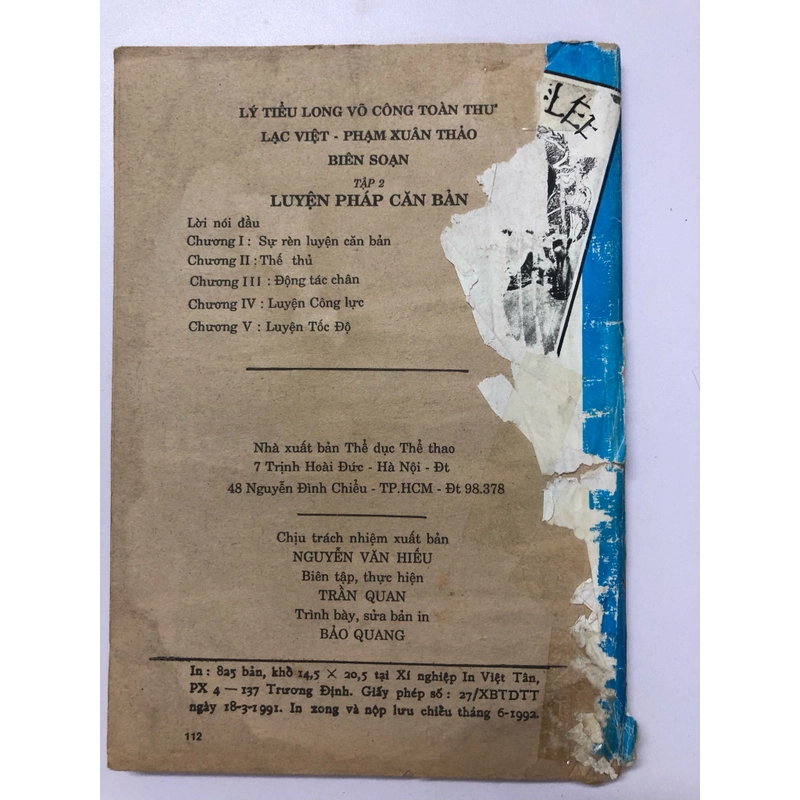 LÝ TIỂU LONG VÕ CÔNG TOÀN THƯ
LẠC VIỆT - PHẠM XUÂN THẢO
BIÊN SOẠN
TẬP 2
LUYỆN PHÁP CĂN BẢN
Lời nói đầu
Chương I : Sự rèn luyện căn bản
Chương II : Thế thủ
Chương III : Động tác chân
Chương IV : Luyện Công lực
Chương V : Luyện Tốc Độ
Nhà xuất bản Thể dục Thể thao
7 Trịnh Hoài Đức - Hà Nội - Đt
48 Nguyễn Đình Chiểu - TP.HCM - Đt 98.378
Chịu trách nhiệm xuất bản
NGUYỄN VĂN HIẾU
Biên tập, thực hiện
TRẦN QUAN
Trình bày, sửa bản in
BẢO QUANG
In : 825 bản, khổ 14,5 × 20,5 tại Xí nghiệp In Việt Tân,
PX 4 — 137 Trương Định. Giấy phép số : 27/XBTDTT
ngày 18-3-1991. In xong và nộp lưu chiểu tháng 6-1992.
112
LEE